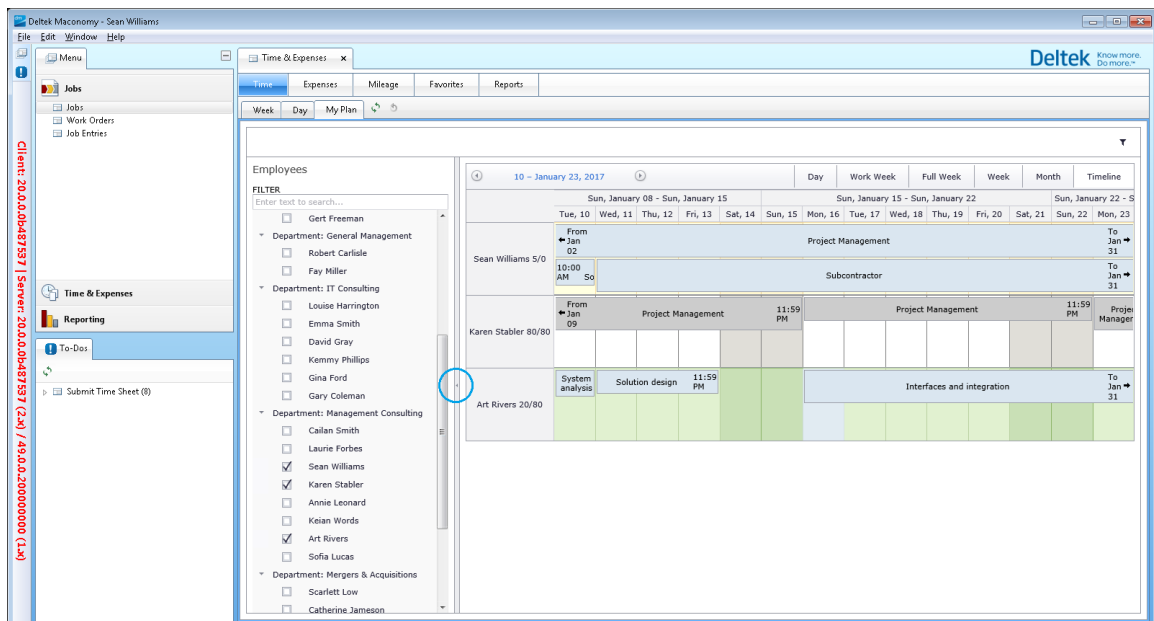 Deltek Maconomy - Sean Williams
File Edit Window Help
Menu
Jobs
Jobs
Work Orders
Job Entries
Time & Expenses
Reporting
To-Dos
Submit Time Sheet (8)
Client: 20.0.0.0b487537 | Server: 20.0.0.0b487537 (2.x) / 49.0.0.200000000 (1.x)
Time & Expenses x
Deltek Know more. Do more.™
Time Expenses Mileage Favorites Reports
Week Day My Plan
Employees
FILTER
Enter text to search...
Gert Freeman
Department: General Management
Robert Carlisle
Fay Miller
Department: IT Consulting
Louise Harrington
Emma Smith
David Gray
Kemmy Phillips
Gina Ford
Gary Coleman
Department: Management Consulting
Cailan Smith
Laurie Forbes
Sean Williams
Karen Stabler
Annie Leonard
Keian Words
Art Rivers
Sofia Lucas
Department: Mergers & Acquisitions
Scarlett Low
Catherine Jameson
10 – January 23, 2017
Day Work Week Full Week Week Month Timeline
Sun, January 08 - Sun, January 15 Sun, January 15 - Sun, January 22 Sun, January 22 - S
Tue, 10 Wed, 11 Thu, 12 Fri, 13 Sat, 14 Sun, 15 Mon, 16 Tue, 17 Wed, 18 Thu, 19 Fri, 20 Sat, 21 Sun, 22 Mon, 23
Sean Williams 5/0
From Jan 02 Project Management To Jan 31
10:00 AM So Subcontractor To Jan 31
Karen Stabler 80/80
From Jan 09 Project Management 11:59 PM Project Management 11:59 PM Projec Manager
Art Rivers 20/80
System analysis Solution design 11:59 PM Interfaces and integration To Jan 31